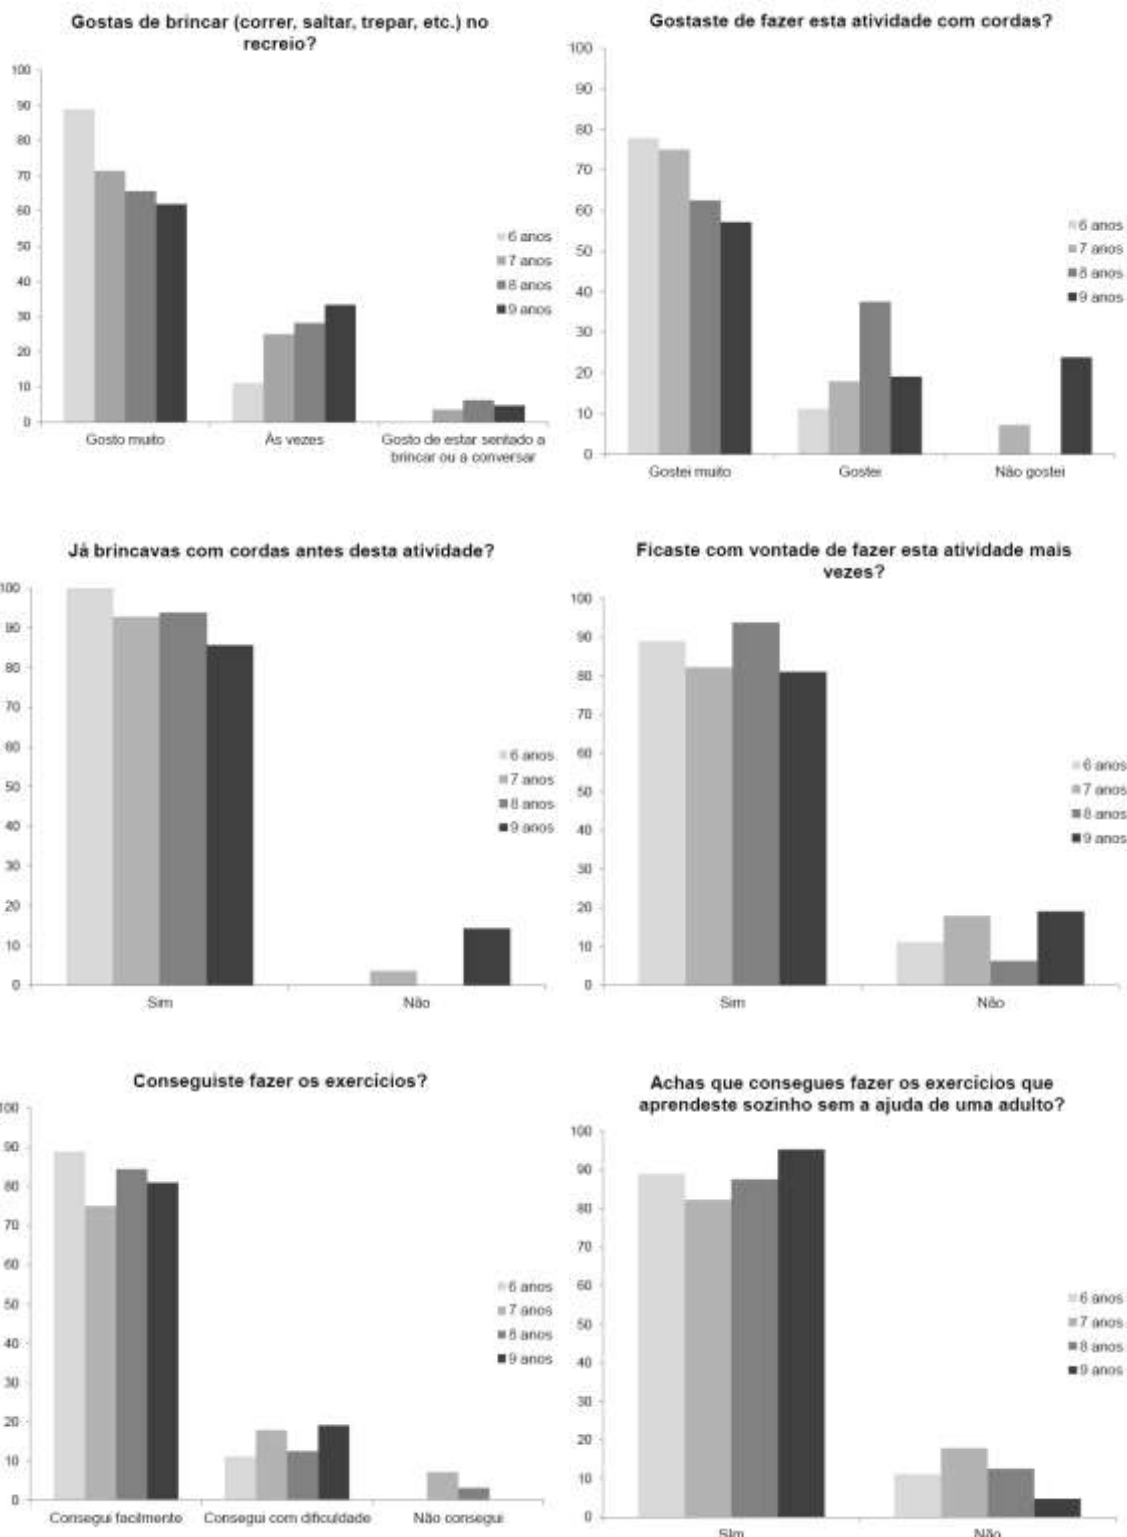 Gostas de brincar (correr, saltar, trepar, etc.) no
recreio?
100
90
80
70
60
50
40
30
20
10
0
6 anos
7 anos
8 anos
9 anos
Gosto muito
Às vezes
Gosto de estar sentado a
brincar ou a conversar
Gostaste de fazer esta atividade com cordas?
100
90
80
70
60
50
40
30
20
10
0
6 anos
7 anos
8 anos
9 anos
Gostei muito
Gostei
Não gostei
Já brincavas com cordas antes desta atividade?
100
90
80
70
60
50
40
30
20
10
0
6 anos
7 anos
8 anos
9 anos
Sim
Não
Ficaste com vontade de fazer esta atividade mais
vezes?
100
90
80
70
60
50
40
30
20
10
0
6 anos
7 anos
8 anos
9 anos
Sim
Não
Conseguiste fazer os exercícios?
100
90
80
70
60
50
40
30
20
10
0
6 anos
7 anos
8 anos
9 anos
Consegui facilmente
Consegui com dificuldade
Não consegui
Achas que consegues fazer os exercícios que
aprendeste sozinho sem a ajuda de uma adulto?
100
90
80
70
60
50
40
30
20
10
0
6 anos
7 anos
8 anos
9 anos
SIm
Não